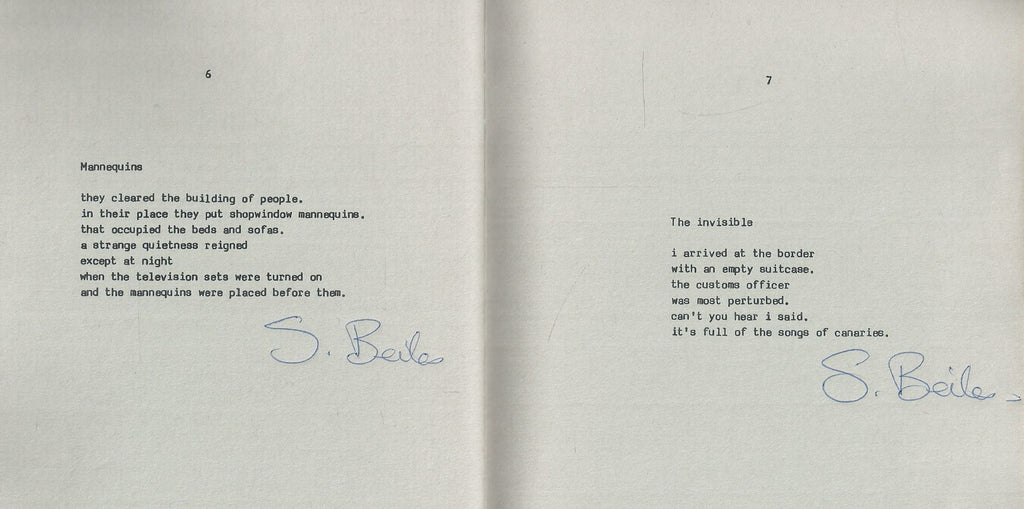 6
Mannequins
they cleared the building of people.
in their place they put shopwindow mannequins.
that occupied the beds and sofas.
a strange quietness reigned
except at night
when the television sets were turned on
and the mannequins were placed before them.
S. Beiles
7
The invisible
i arrived at the border
with an empty suitcase.
the customs officer
was most perturbed.
can't you hear i said.
it's full of the songs of canaries.
S. Beiles